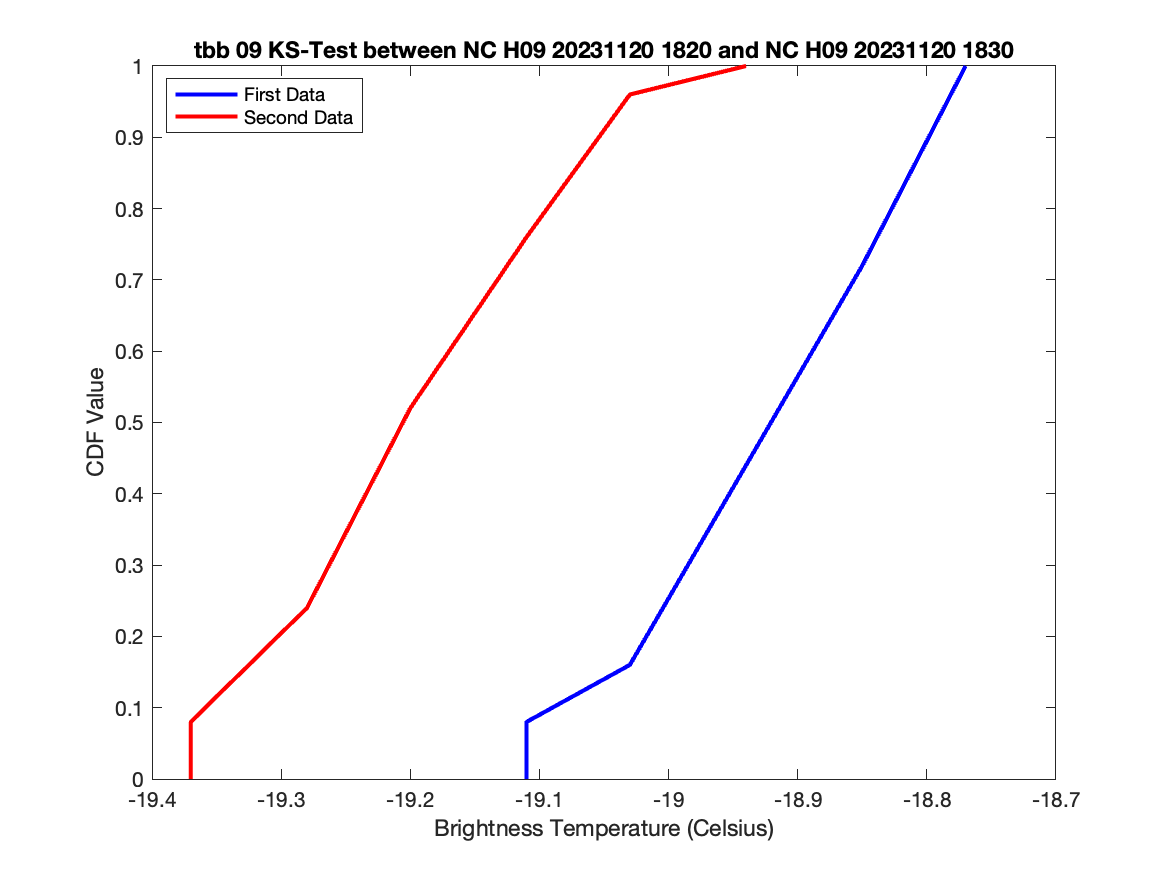 tbb 09 KS-Test between NC H09 20231120 1820 and NC H09 20231120 1830
First Data
Second Data
1
0.9
0.8
0.7
0.6
0.5
0.4
0.3
0.2
0.1
0
CDF Value
-19.4 -19.3 -19.2 -19.1 -19 -18.9 -18.8 -18.7
Brightness Temperature (Celsius)